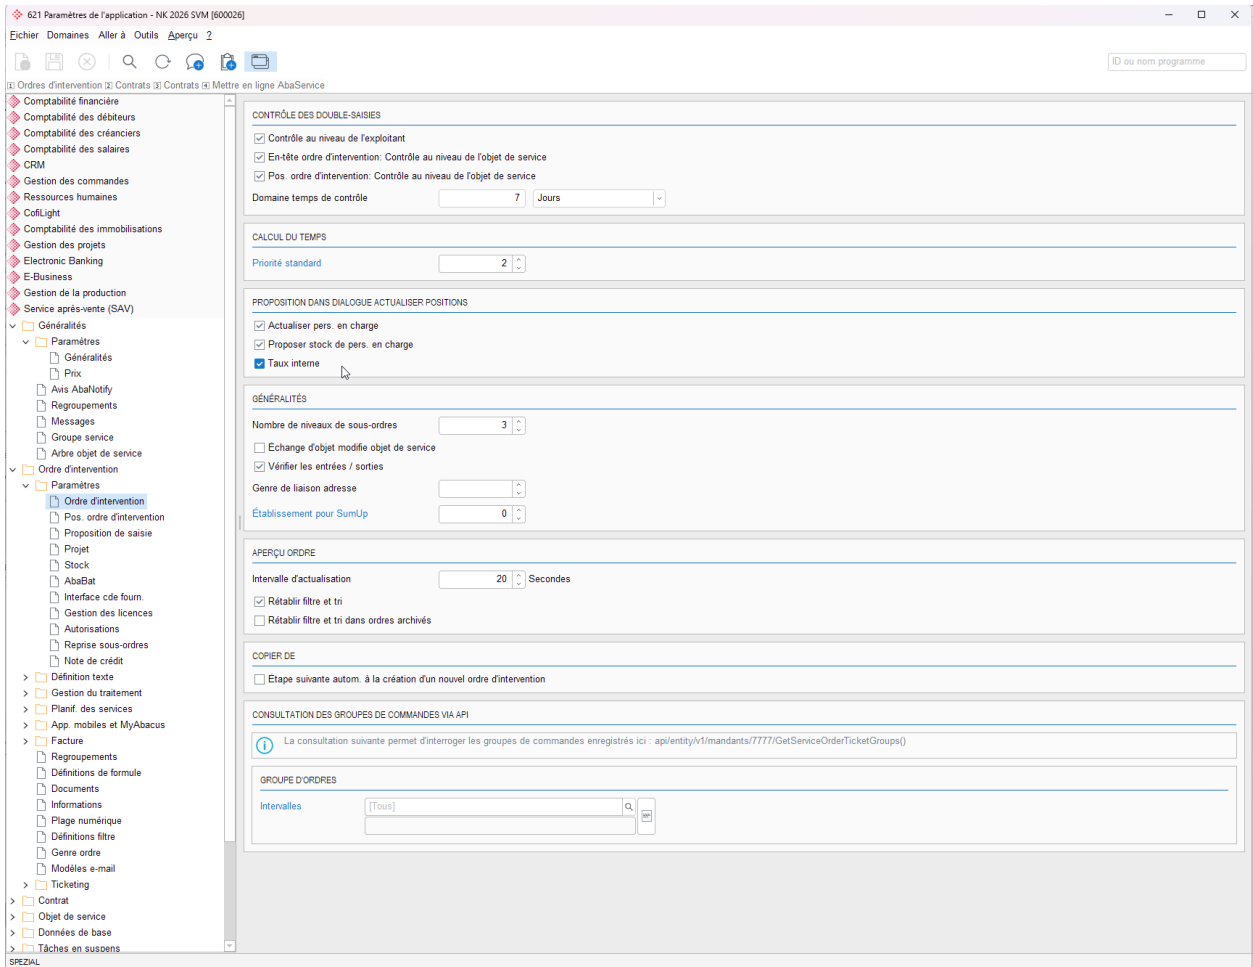 621 Paramètres de l'application - NK 2026 SVM [600026]
Fichier Domaines Aller à Outils Aperçu ?
ID ou nom programme
1 Ordres d'intervention 2 Contrats 3 Contrats 4 Mettre en ligne AbaService
Comptabilité financière
Comptabilité des débiteurs
Comptabilité des créanciers
Comptabilité des salaires
CRM
Gestion des commandes
Ressources humaines
CofiLight
Comptabilité des immobilisations
Gestion des projets
Electronic Banking
E-Business
Gestion de la production
Service après-vente (SAV)
Généralités
Paramètres
Généralités
Prix
Avis AbaNotify
Regroupements
Messages
Groupe service
Arbre objet de service
Ordre d'intervention
Paramètres
Ordre d'intervention
Pos. ordre d'intervention
Proposition de saisie
Projet
Stock
AbaBat
Interface cde fourn.
Gestion des licences
Autorisations
Reprise sous-ordres
Note de crédit
Définition texte
Gestion du traitement
Planif. des services
App. mobiles et MyAbacus
Facture
Regroupements
Définitions de formule
Documents
Informations
Plage numérique
Définitions filtre
Genre ordre
Modèles e-mail
Ticketing
Contrat
Objet de service
Données de base
Tâches en suspens
CONTRÔLE DES DOUBLE-SAISIES
Contrôle au niveau de l'exploitant
En-tête ordre d'intervention: Contrôle au niveau de l'objet de service
Pos. ordre d'intervention: Contrôle au niveau de l'objet de service
Domaine temps de contrôle 7 Jours
CALCUL DU TEMPS
Priorité standard 2
PROPOSITION DANS DIALOGUE ACTUALISER POSITIONS
Actualiser pers. en charge
Proposer stock de pers. en charge
Taux interne
GÉNÉRALITÉS
Nombre de niveaux de sous-ordres 3
Echange d'objet modifie objet de service
Vérifier les entrées / sorties
Genre de liaison adresse
Établissement pour SumUp 0
APERÇU ORDRE
Intervalle d'actualisation 20 Secondes
Rétablir filtre et tri
Rétablir filtre et tri dans ordres archivés
COPIER DE
Étape suivante autom. à la création d'un nouvel ordre d'intervention
CONSULTATION DES GROUPES DE COMMANDES VIA API
La consultation suivante permet d'interroger les groupes de commandes enregistrés ici : api/entity/v1/mandants/7777/GetServiceOrderTicketGroups()
GROUPE D'ORDRES
Intervalles [Tous]
SPEZIAL